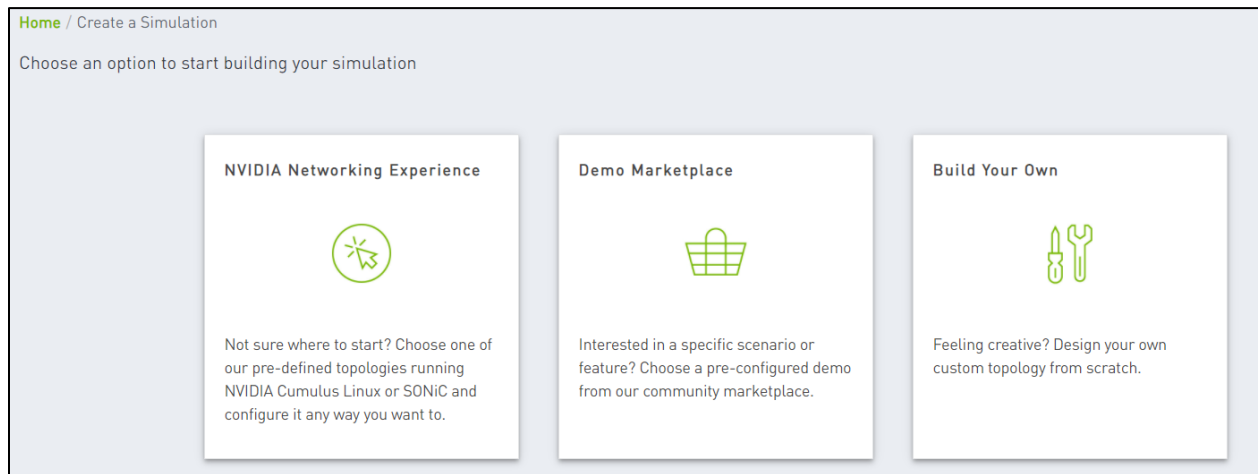 Home / Create a Simulation
Choose an option to start building your simulation
NVIDIA Networking Experience
Not sure where to start? Choose one of
our pre-defined topologies running
NVIDIA Cumulus Linux or SONiC and
configure it any way you want to.
Demo Marketplace
Interested in a specific scenario or
feature? Choose a pre-configured demo
from our community marketplace.
Build Your Own
Feeling creative? Design your own
custom topology from scratch.